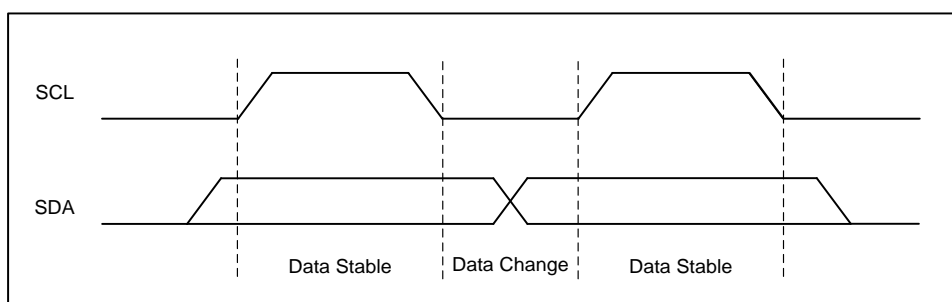 SCL
SDA
Data Stable
Data Change
Data Stable